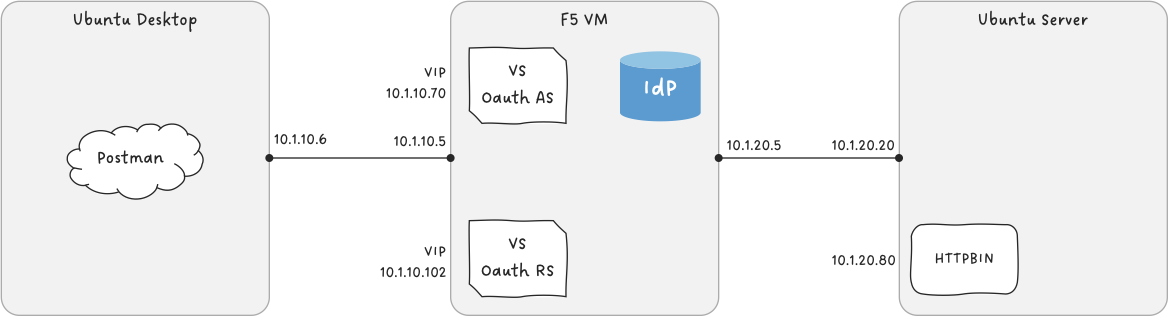 Ubuntu Desktop
F5 VM
Ubuntu Server
VIP
10.1.10.70
VS
Oauth AS
IdP
Postman
10.1.10.6
10.1.10.5
10.1.20.5
10.1.20.20
VIP
10.1.10.102
VS
Oauth RS
10.1.20.80
HTTPBIN